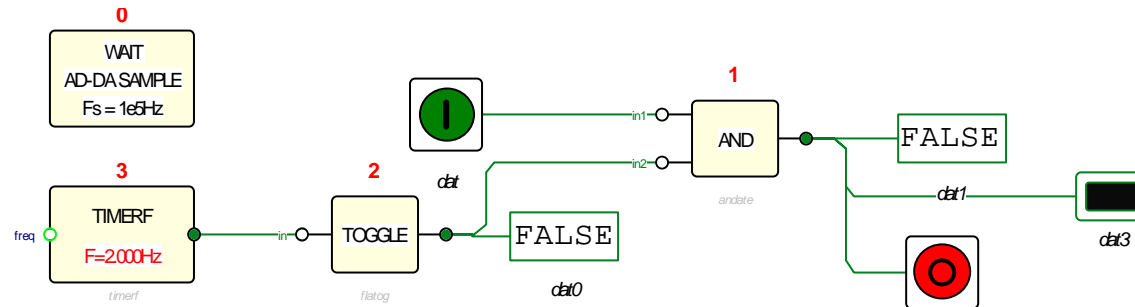 0
WAIT
AD-DA SAMPLE
Fs = 1e5Hz
1
dat
in1
in2
AND
andate
FALSE
dat1
dat3
3
TIMERF
F=2.000Hz
freq
timerf
2
in
TOGGLE
flatog
FALSE
dat0